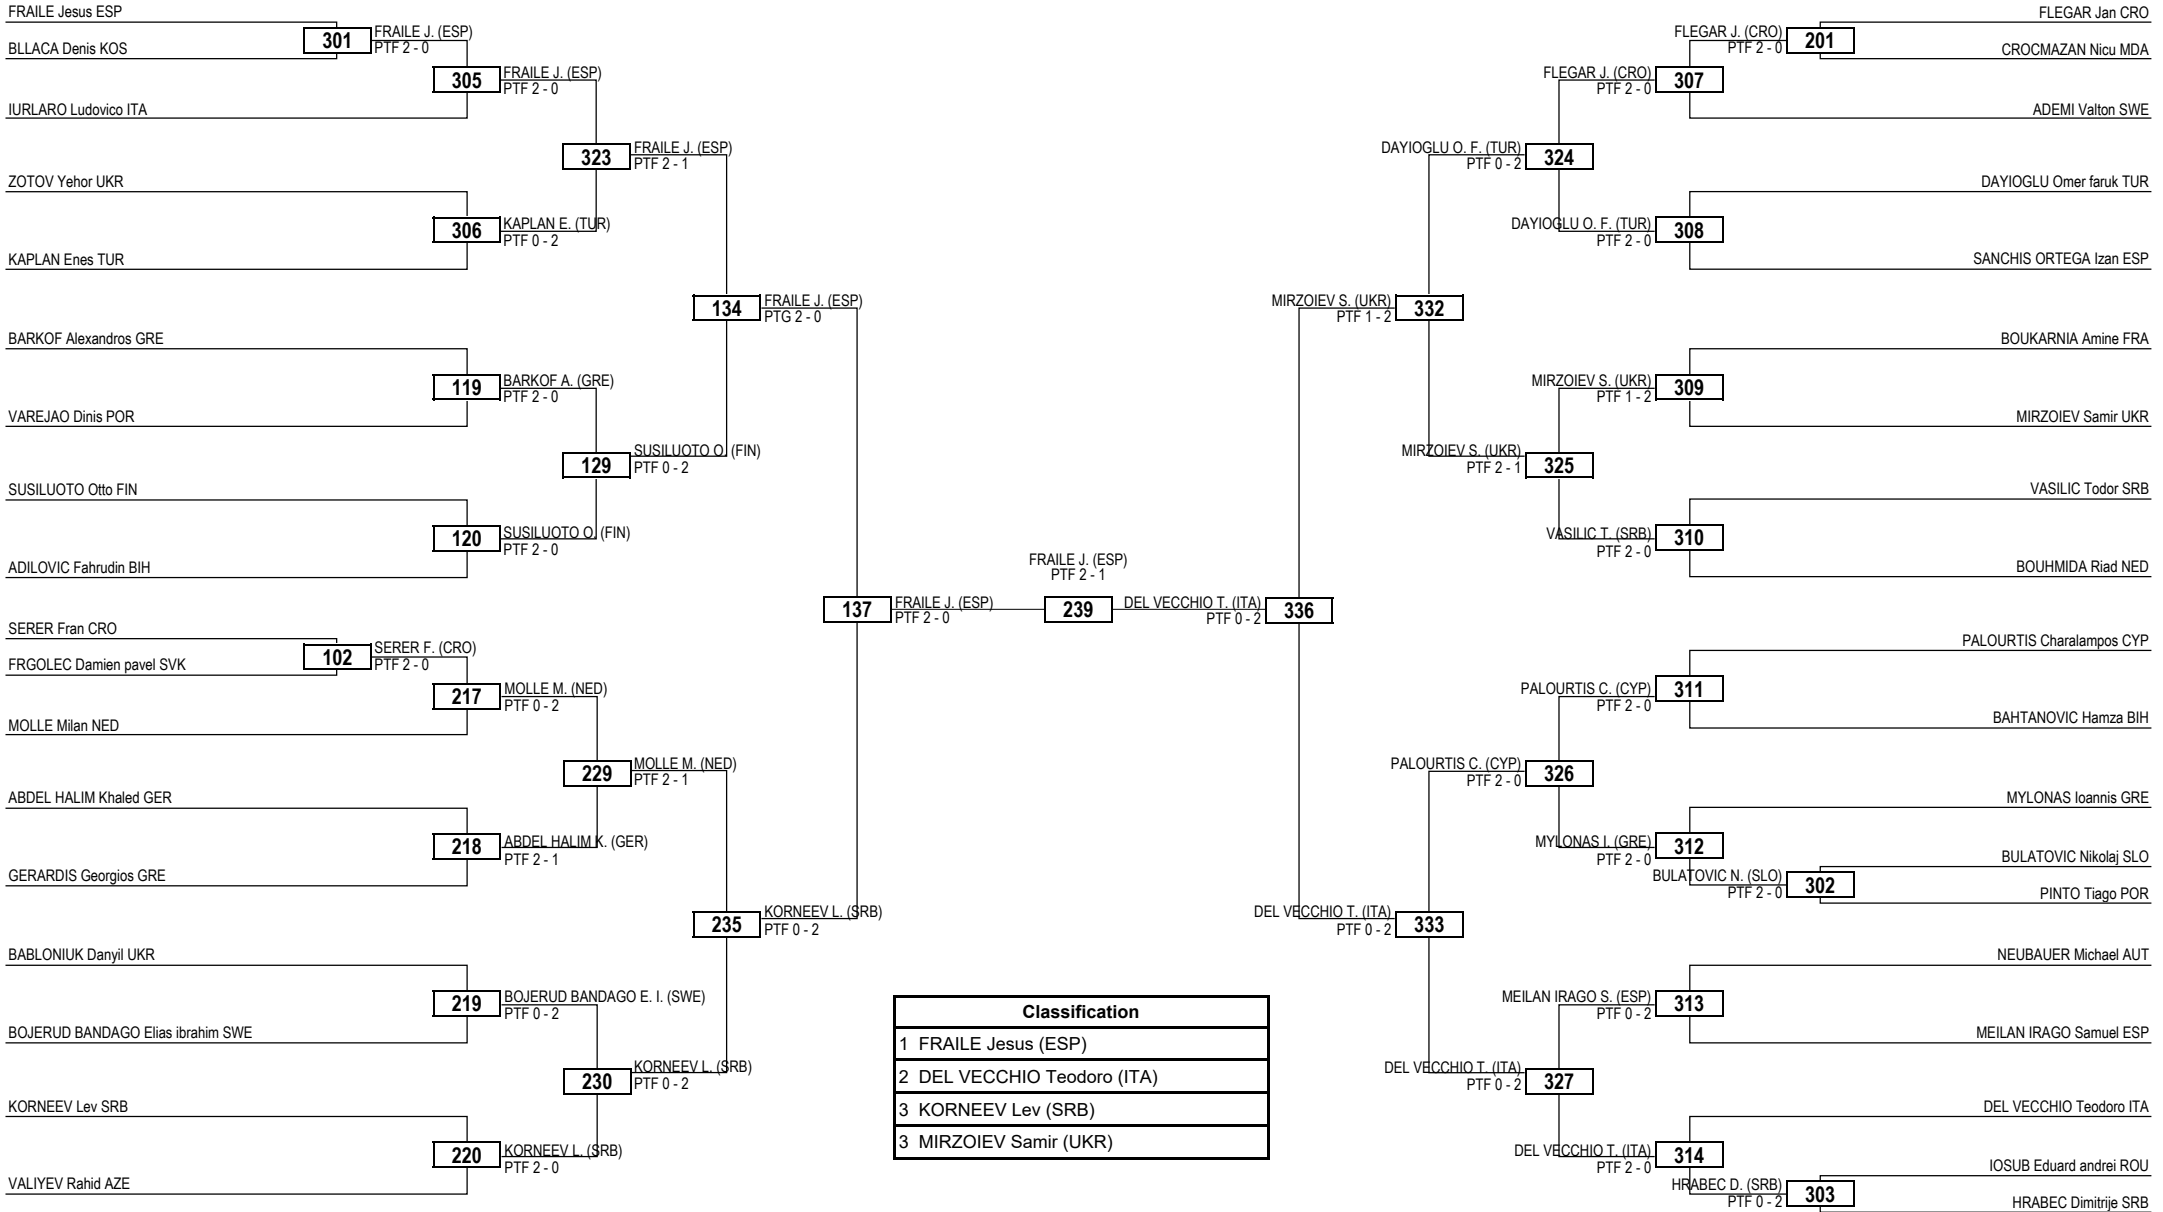 FRAILE Jesus ESP
301
FRAILE J. (ESP)
PTF 2 - 0
BLLACA Denis KOS
305
FRAILE J. (ESP)
PTF 2 - 0
IURLARO Ludovico ITA
323
FRAILE J. (ESP)
PTF 2 - 1
ZOTOV Yehor UKR
306
KAPLAN E. (TUR)
PTF 0 - 2
KAPLAN Enes TUR
134
FRAILE J. (ESP)
PTG 2 - 0
BARKOF Alexandros GRE
119
BARKOF A. (GRE)
PTF 2 - 0
VAREJAO Dinis POR
129
SUSILUOTO O. (FIN)
PTF 0 - 2
SUSILUOTO Otto FIN
120
SUSILUOTO O. (FIN)
PTF 2 - 0
ADILOVIC Fahrudin BIH
137
FRAILE J. (ESP)
PTF 2 - 0
SERER Fran CRO
102
SERER F. (CRO)
PTF 2 - 0
FRGOLEC Damien pavel SVK
217
MOLLE M. (NED)
PTF 0 - 2
MOLLE Milan NED
229
MOLLE M. (NED)
PTF 2 - 1
ABDEL HALIM Khaled GER
218
ABDEL HALIM K. (GER)
PTF 2 - 1
GERARDIS Georgios GRE
235
KORNEEV L. (SRB)
PTF 0 - 2
BABLONIUK Danyil UKR
219
BOJERUD BANDAGO E. I. (SWE)
PTF 0 - 2
BOJERUD BANDAGO Elias ibrahim SWE
230
KORNEEV L. (SRB)
PTF 0 - 2
KORNEEV Lev SRB
220
KORNEEV L. (SRB)
PTF 2 - 0
VALIYEV Rahid AZE
FRAILE J. (ESP)
PTF 2 - 1
239
FLEGAR Jan CRO
FLEGAR J. (CRO)
PTF 2 - 0
201
CROCMAZAN Nicu MDA
FLEGAR J. (CRO)
PTF 2 - 0
307
ADEMI Valton SWE
DAYIOGLU O. F. (TUR)
PTF 0 - 2
324
DAYIOGLU Omer faruk TUR
DAYIOGLU O. F. (TUR)
PTF 2 - 0
308
SANCHIS ORTEGA Izan ESP
MIRZOIEV S. (UKR)
PTF 1 - 2
332
BOUKARNIA Amine FRA
MIRZOIEV S. (UKR)
PTF 1 - 2
309
MIRZOIEV Samir UKR
MIRZOIEV S. (UKR)
PTF 2 - 1
325
VASILIC Todor SRB
VASILIC T. (SRB)
PTF 2 - 0
310
BOUHMIDA Riad NED
DEL VECCHIO T. (ITA)
PTF 0 - 2
336
PALOURTIS Charalampos CYP
PALOURTIS C. (CYP)
PTF 2 - 0
311
BAHTANOVIC Hamza BIH
PALOURTIS C. (CYP)
PTF 2 - 0
326
MYLONAS Ioannis GRE
MYLONAS I. (GRE)
PTF 2 - 0
312
BULATOVIC Nikolaj SLO
BULATOVIC N. (SLO)
PTF 2 - 0
302
PINTO Tiago POR
DEL VECCHIO T. (ITA)
PTF 0 - 2
333
NEUBAUER Michael AUT
MEILAN IRAGO S. (ESP)
PTF 0 - 2
313
MEILAN IRAGO Samuel ESP
DEL VECCHIO T. (ITA)
PTF 0 - 2
327
DEL VECCHIO Teodoro ITA
DEL VECCHIO T. (ITA)
PTF 2 - 0
314
IOSUB Eduard andrei ROU
HRABEC D. (SRB)
PTF 0 - 2
303
HRABEC Dimitrije SRB
Classification
1 FRAILE Jesus (ESP)
2 DEL VECCHIO Teodoro (ITA)
3 KORNEEV Lev (SRB)
3 MIRZOIEV Samir (UKR)